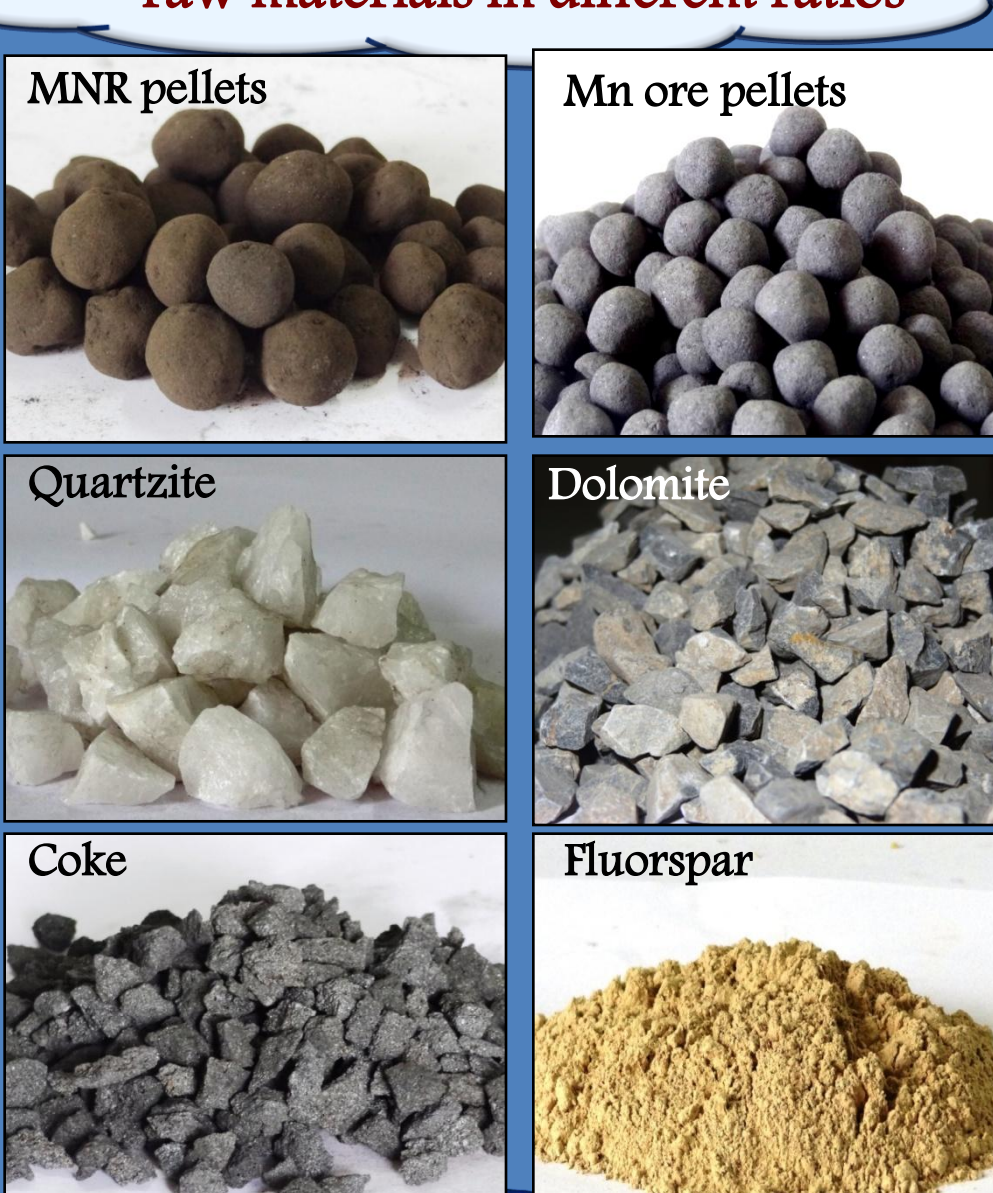 raw materials in different ratios
MNR pellets
Mn ore pellets
Quartzite
Dolomite
Coke
Fluorspar